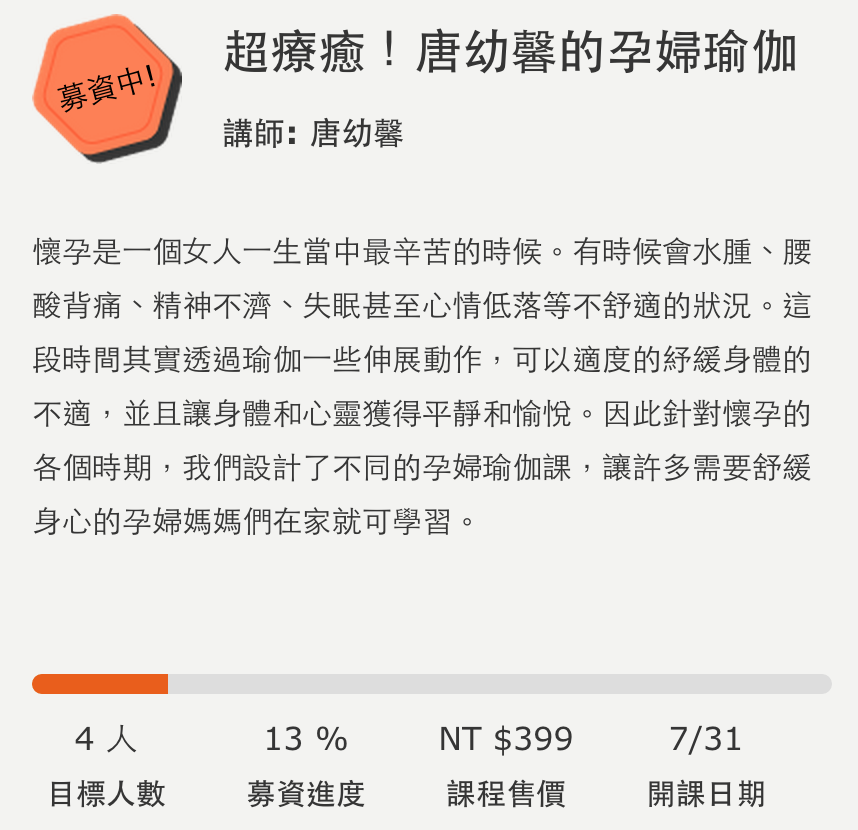 募資中!
超療癒！唐幼馨的孕婦瑜伽
講師: 唐幼馨
懷孕是一個女人一生當中最辛苦的時候。有時候會水腫、腰
酸背痛、精神不濟、失眠甚至心情低落等不舒適的狀況。這
段時間其實透過瑜伽一些伸展動作，可以適度的紓緩身體的
不適，並且讓身體和心靈獲得平靜和愉悅。因此針對懷孕的
各個時期，我們設計了不同的孕婦瑜伽課，讓許多需要舒緩
身心的孕婦媽媽們在家就可學習。
4 人 13 % NT $399 7/31
目標人數 募資進度 課程售價 開課日期